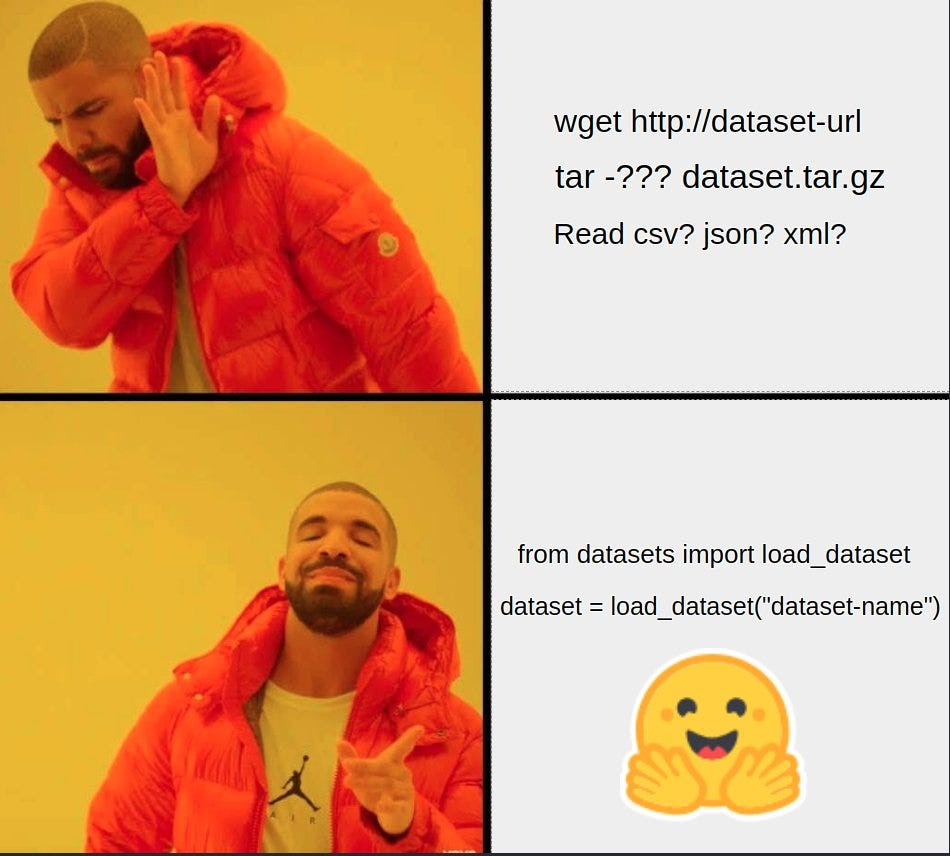 wget http://dataset-url
tar -??? dataset.tar.gz
Read csv? json? xml?
from datasets import load_dataset
dataset = load_dataset("dataset-name")
AIR